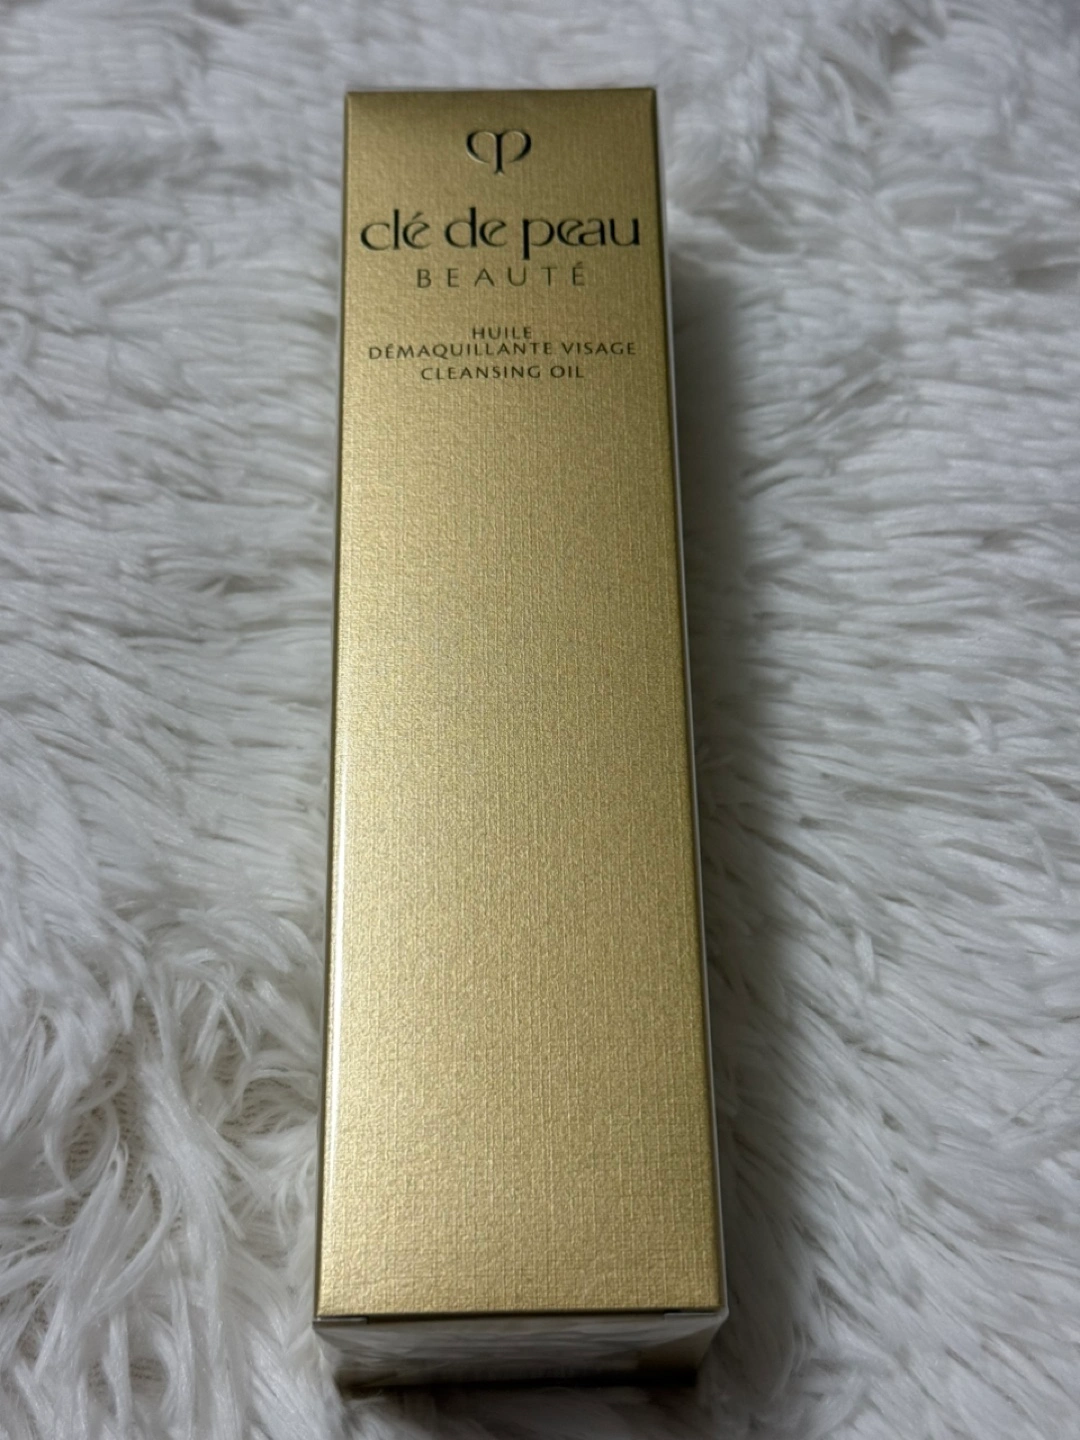 clé de peau
BEAUTÉ
HUILE
DÉMAQUILLANTE VISAGE
CLEANSING OIL